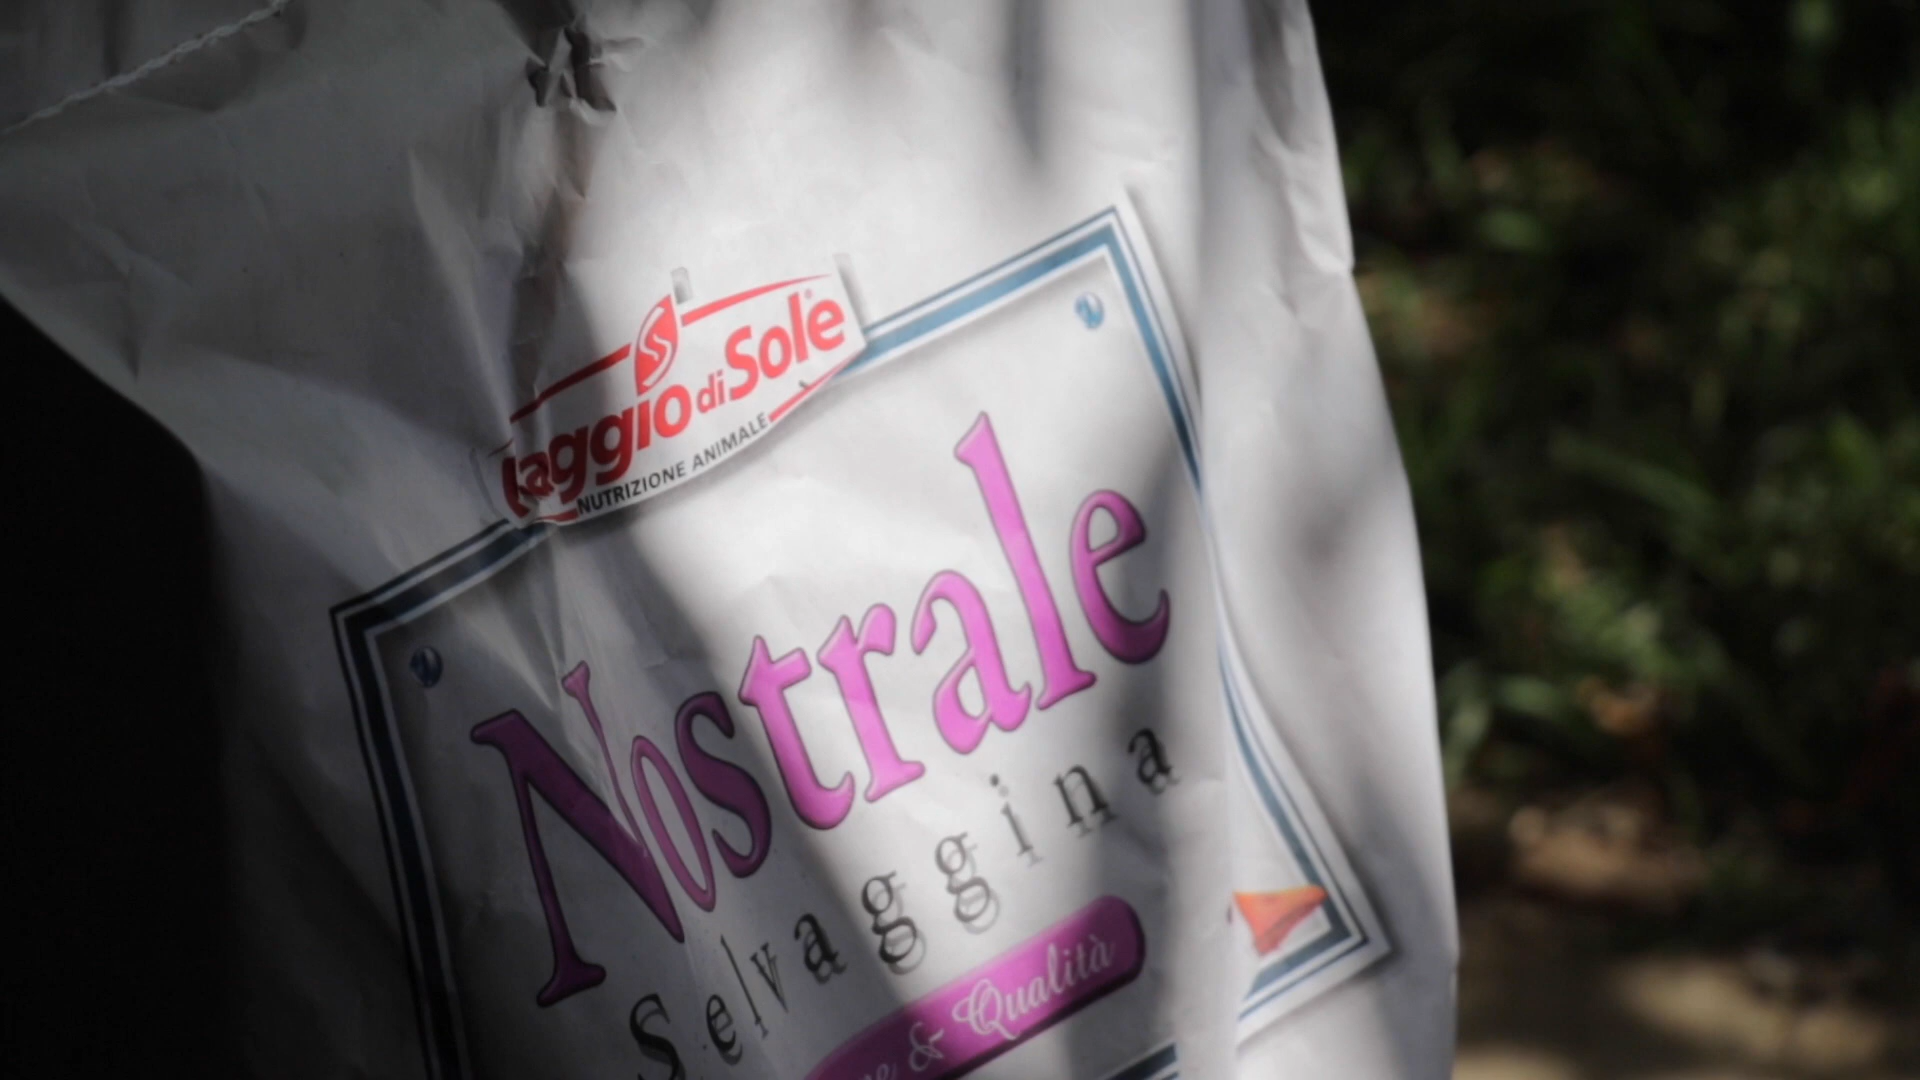 Raggio di Sole
NUTRIZIONE ANIMALE
Nostrale
Selvaggina
& Qualità